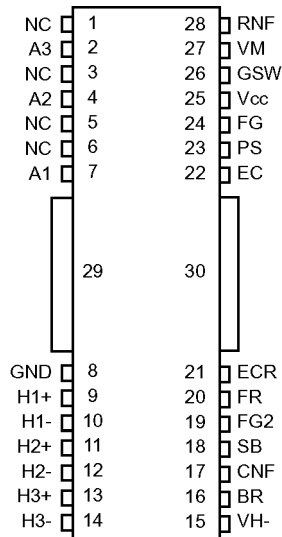 NC 1 28 RNF
A3 2 27 VM
NC 3 26 GSW
A2 4 25 Vcc
NC 5 24 FG
NC 6 23 PS
A1 7 22 EC
29 30
GND 8 21 ECR
H1+ 9 20 FR
H1- 10 19 FG2
H2+ 11 18 SB
H2- 12 17 CNF
H3+ 13 16 BR
H3- 14 15 VH-